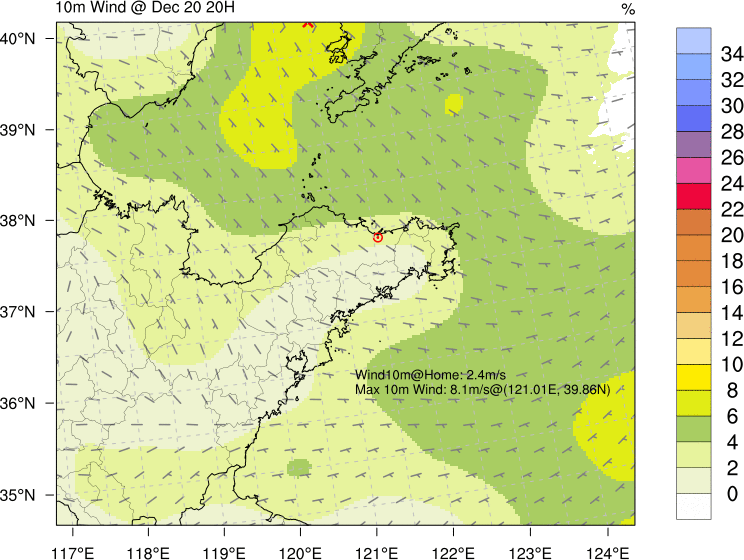 10m Wind @ Dec 20 20H
%
40°N
39°N
38°N
37°N
36°N
35°N
34
32
30
28
26
24
22
20
18
16
14
12
10
8
6
4
2
0
Wind10m@Home: 2.4m/s
Max 10m Wind: 8.1m/s@(121.01E, 39.86N)
117°E
118°E
119°E
120°E
121°E
122°E
123°E
124°E